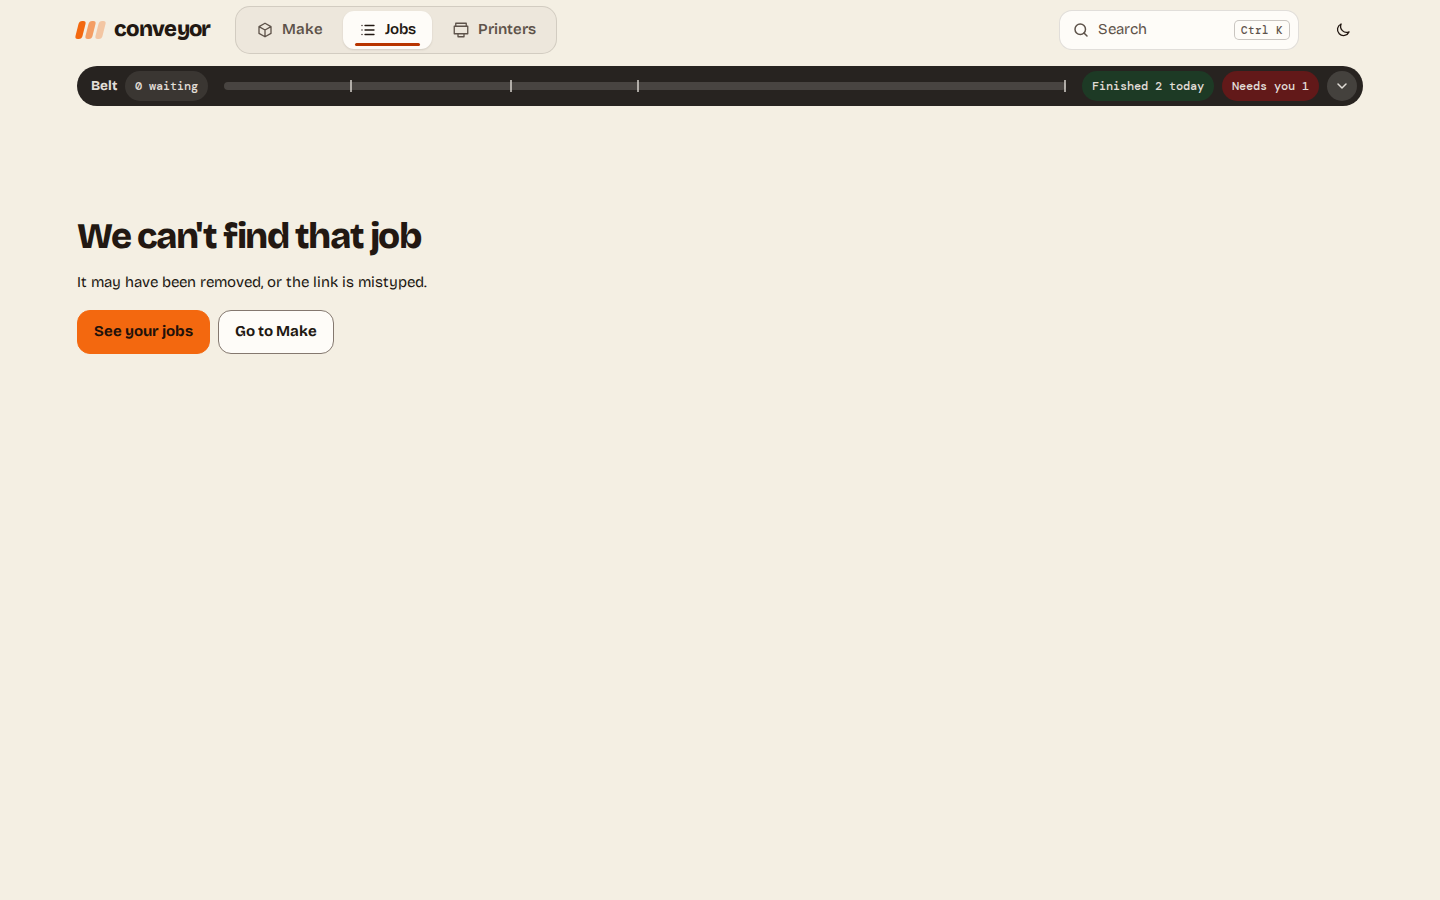 conveyor
Make
Jobs
Printers
Search
Ctrl K
Belt
0 waiting
Finished 2 today
Needs you 1
We can't find that job
It may have been removed, or the link is mistyped.
See your jobs
Go to Make